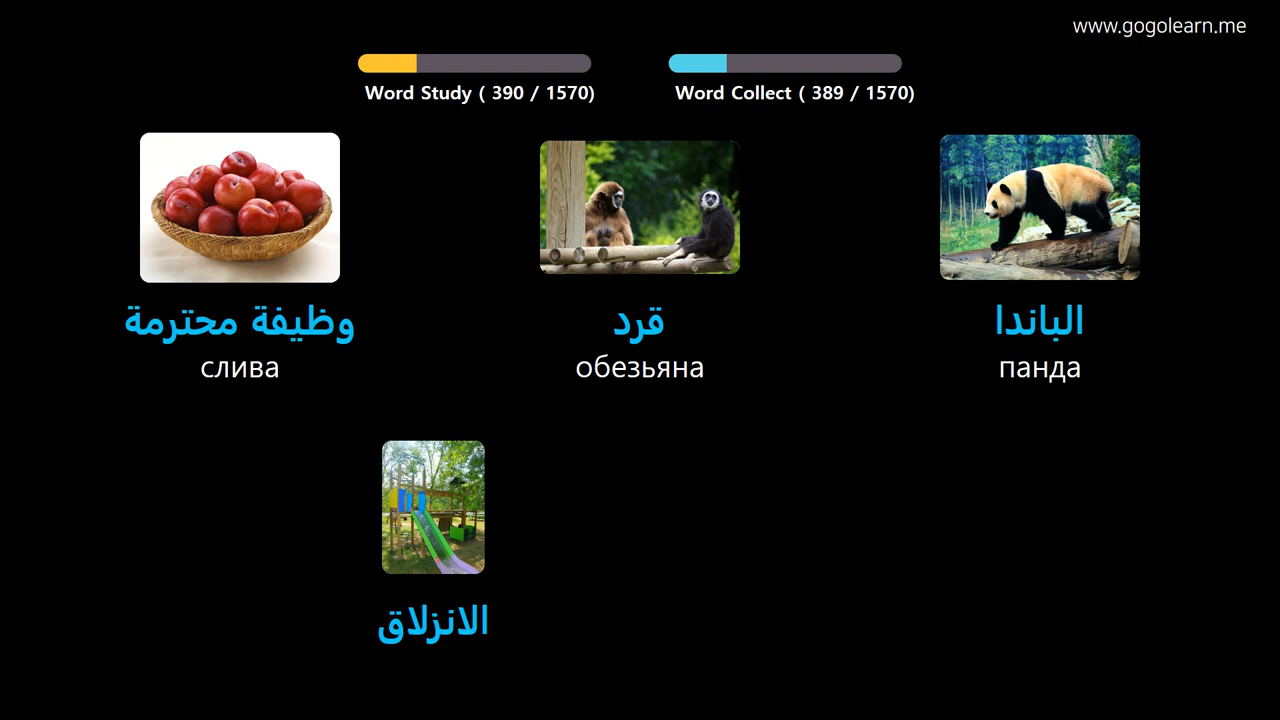 www.gogolearn.me
Word Study ( 390 / 1570)
Word Collect ( 389 / 1570)
وظيفة محترمة
слива
قرد
обезьяна
الباندا
панда
الانزلاق